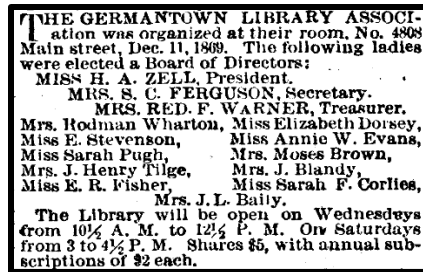 THE GERMANTOWN LIBRARY ASSOCI-
ation was organized at their room, No. 4808
Main street, Dec. 11, 1869. The following ladies
were elected a Board of Directors:
MISS H. A. ZELL, President.
MRS. S. C. FERGUSON, Secretary.
MRS. RED. F. WARNER, Treasurer.
Mrs. Rodman Wharton, Miss Elizabeth Dorsey,
Miss E. Stevenson, Miss Annie W. Evans,
Miss Sarah Pugh, Mrs. Moses Brown,
Mrs. J. Henry Tilge, Mrs. J. Blandy,
Miss E. R. Fisher, Miss Sarah F. Corlies,
Mrs. J. L. Baily.
The Library will be open on Wednesdays
from 10½ A. M. to 12½ P. M. On Saturdays
from 3 to 4½ P. M. Shares $5, with annual sub-
scriptions of $2 each.